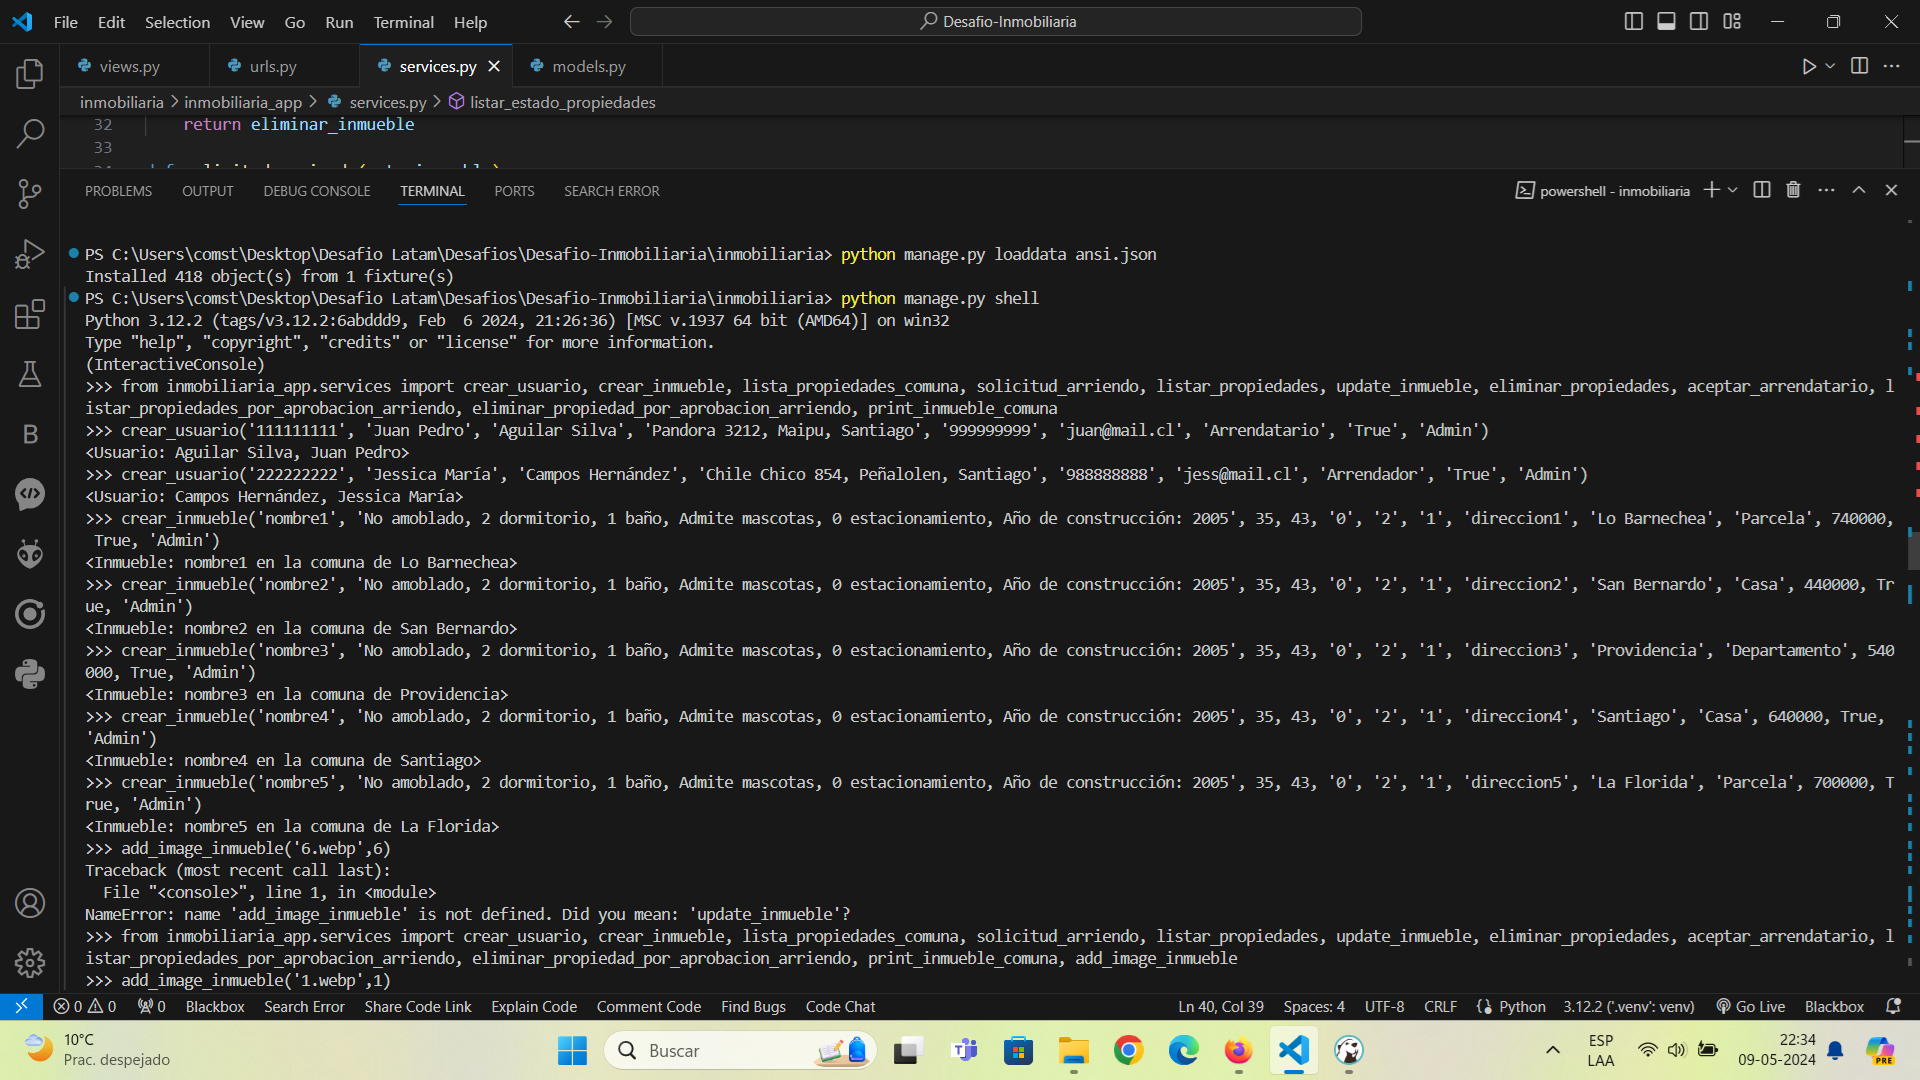 File Edit Selection View Go Run Terminal Help
Desafio-Inmobiliaria
views.py
urls.py
services.py
models.py
inmobiliaria > inmobiliaria_app > services.py > listar_estado_propiedades
32 return eliminar_inmueble
33
PROBLEMS OUTPUT DEBUG CONSOLE TERMINAL PORTS SEARCH ERROR
powershell - inmobiliaria
PS C:\Users\comst\Desktop\Desafio Latam\Desafios\Desafio-Inmobiliaria\inmobiliaria> python manage.py loaddata ansi.json
Installed 418 object(s) from 1 fixture(s)
PS C:\Users\comst\Desktop\Desafio Latam\Desafios\Desafio-Inmobiliaria\inmobiliaria> python manage.py shell
Python 3.12.2 (tags/v3.12.2:6abddd9, Feb  6 2024, 21:26:36) [MSC v.1937 64 bit (AMD64)] on win32
Type "help", "copyright", "credits" or "license" for more information.
(InteractiveConsole)
>>> from inmobiliaria_app.services import crear_usuario, crear_inmueble, lista_propiedades_comuna, solicitud_arriendo, listar_propiedades, update_inmueble, eliminar_propiedades, aceptar_arrendatario, l
istar_propiedades_por_aprobacion_arriendo, eliminar_propiedad_por_aprobacion_arriendo, print_inmueble_comuna
>>> crear_usuario('111111111', 'Juan Pedro', 'Aguilar Silva', 'Pandora 3212, Maipu, Santiago', '999999999', 'juan@mail.cl', 'Arrendatario', 'True', 'Admin')
<Usuario: Aguilar Silva, Juan Pedro>
>>> crear_usuario('222222222', 'Jessica María', 'Campos Hernández', 'Chile Chico 854, Peñalolen, Santiago', '988888888', 'jess@mail.cl', 'Arrendador', 'True', 'Admin')
<Usuario: Campos Hernández, Jessica María>
>>> crear_inmueble('nombre1', 'No amoblado, 2 dormitorio, 1 baño, Admite mascotas, 0 estacionamiento, Año de construcción: 2005', 35, 43, '0', '2', '1', 'direccion1', 'Lo Barnechea', 'Parcela', 740000,
 True, 'Admin')
<Inmueble: nombre1 en la comuna de Lo Barnechea>
>>> crear_inmueble('nombre2', 'No amoblado, 2 dormitorio, 1 baño, Admite mascotas, 0 estacionamiento, Año de construcción: 2005', 35, 43, '0', '2', '1', 'direccion2', 'San Bernardo', 'Casa', 440000, Tr
ue, 'Admin')
<Inmueble: nombre2 en la comuna de San Bernardo>
>>> crear_inmueble('nombre3', 'No amoblado, 2 dormitorio, 1 baño, Admite mascotas, 0 estacionamiento, Año de construcción: 2005', 35, 43, '0', '2', '1', 'direccion3', 'Providencia', 'Departamento', 540
000, True, 'Admin')
<Inmueble: nombre3 en la comuna de Providencia>
>>> crear_inmueble('nombre4', 'No amoblado, 2 dormitorio, 1 baño, Admite mascotas, 0 estacionamiento, Año de construcción: 2005', 35, 43, '0', '2', '1', 'direccion4', 'Santiago', 'Casa', 640000, True,
'Admin')
<Inmueble: nombre4 en la comuna de Santiago>
>>> crear_inmueble('nombre5', 'No amoblado, 2 dormitorio, 1 baño, Admite mascotas, 0 estacionamiento, Año de construcción: 2005', 35, 43, '0', '2', '1', 'direccion5', 'La Florida', 'Parcela', 700000, T
rue, 'Admin')
<Inmueble: nombre5 en la comuna de La Florida>
>>> add_image_inmueble('6.webp',6)
Traceback (most recent call last):
  File "<console>", line 1, in <module>
NameError: name 'add_image_inmueble' is not defined. Did you mean: 'update_inmueble'?
>>> from inmobiliaria_app.services import crear_usuario, crear_inmueble, lista_propiedades_comuna, solicitud_arriendo, listar_propiedades, update_inmueble, eliminar_propiedades, aceptar_arrendatario, l
istar_propiedades_por_aprobacion_arriendo, eliminar_propiedad_por_aprobacion_arriendo, print_inmueble_comuna, add_image_inmueble
>>> add_image_inmueble('1.webp',1)
0 0 0 Blackbox Search Error Share Code Link Explain Code Comment Code Find Bugs Code Chat Ln 40, Col 39 Spaces: 4 UTF-8 CRLF Python 3.12.2 ('.venv': venv) Go Live Blackbox
10°C
Prac. despejado
Buscar
ESP
LAA
22:34
09-05-2024
PRE